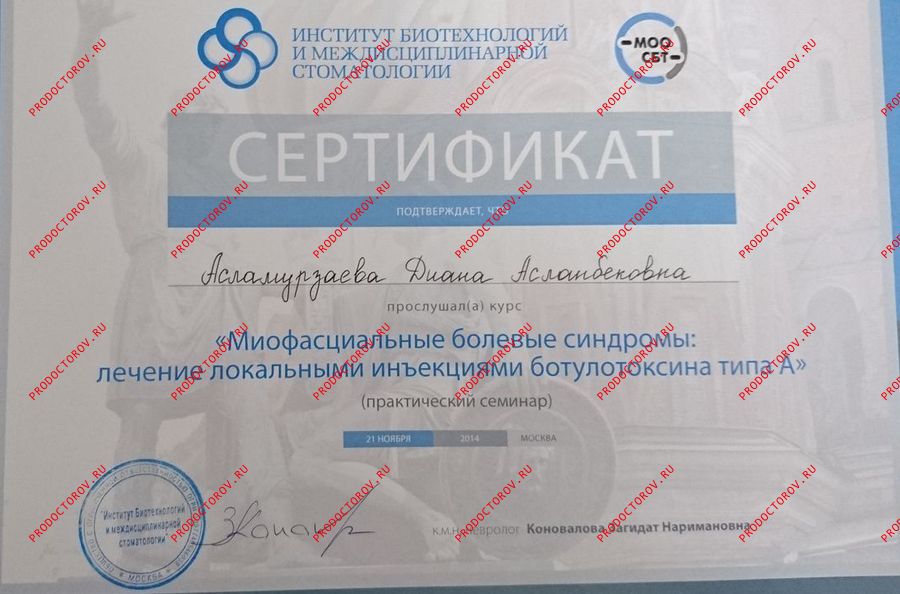 ИНСТИТУТ БИОТЕХНОЛОГИЙ
И МЕЖДИСЦИПЛИНАРНОЙ
СТОМАТОЛОГИИ
МОО
СБТ
СЕРТИФИКАТ
ПОДТВЕРЖДАЕТ, ЧТО
Асламурзаева Диана Асланбековна
прослушал(а) курс
«Миофасциальные болевые синдромы:
лечение локальными инъекциями ботулотоксина типа А»
(практический семинар)
21 НОЯБРЯ 2014 МОСКВА
"Институт Биотехнологий
и междисциплинарной
стоматологии"
МОСКВА
к.м.н. невролог Коновалова Загидат Наримановна
PRODOCTOROV.RU